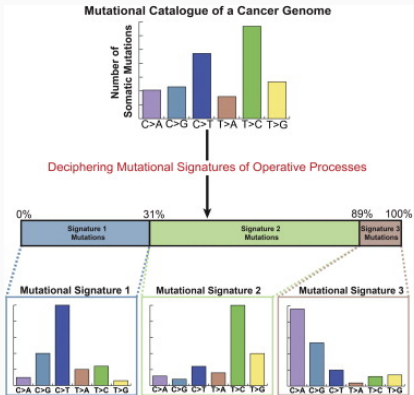 Mutational Catalogue of a Cancer Genome
Number of
Somatic Mutations
C>A C>G C>T T>A T>C T>G
Deciphering Mutational Signatures of Operative Processes
0% 31% 89% 100%
Signature 1
Mutations
Signature 2
Mutations
Signature 3
Mutations
Mutational Signature 1
Mutational Signature 2
Mutational Signature 3
C>A C>G C>T T>A T>C T>G
C>A C>G C>T T>A T>C T>G
C>A C>G C>T T>A T>C T>G